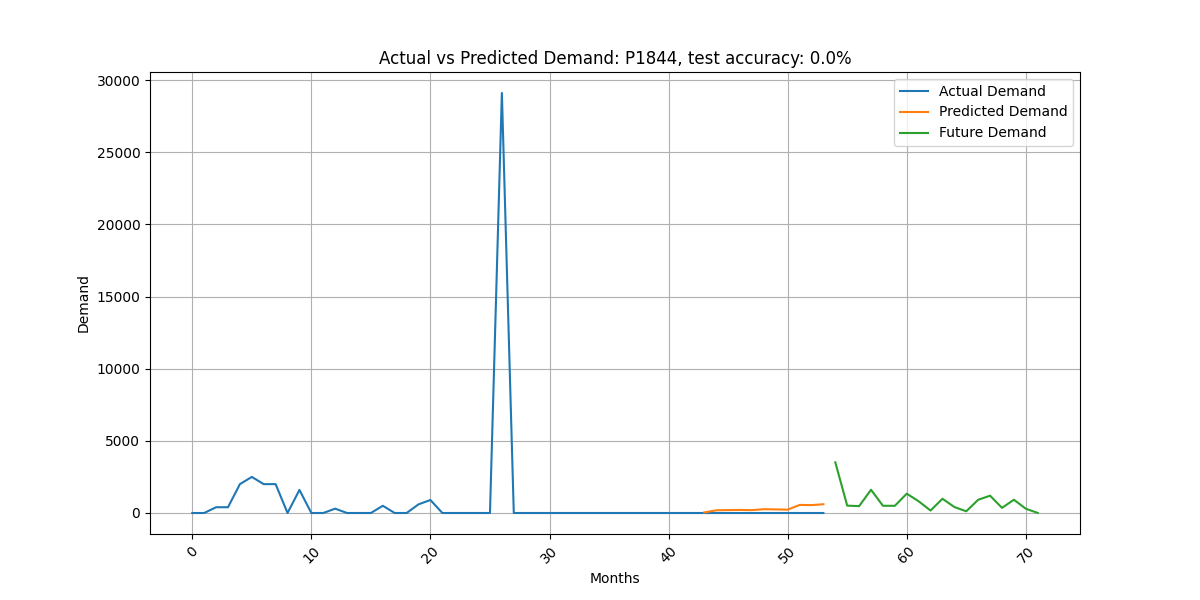 Actual vs Predicted Demand: P1844, test accuracy: 0.0%
30000
25000
20000
15000
10000
5000
0
Demand
Actual Demand
Predicted Demand
Future Demand
0
10
20
30
40
50
60
70
Months